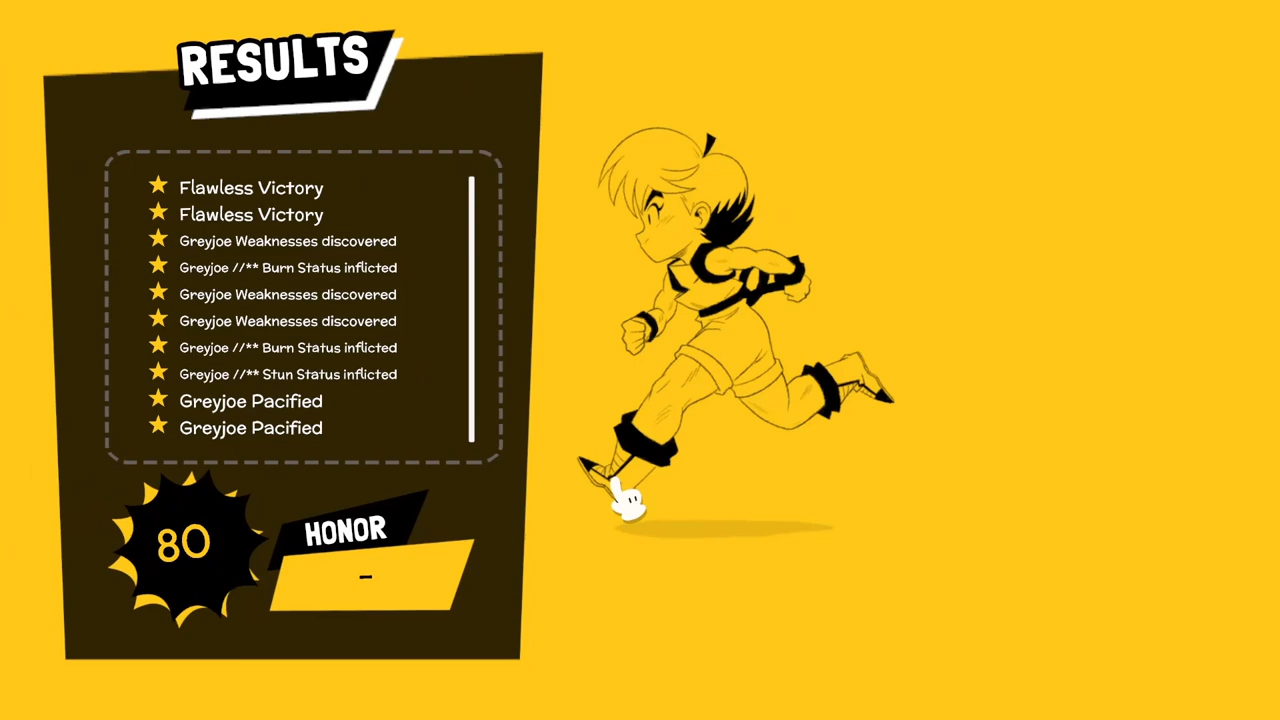 RESULTS
Flawless Victory
Flawless Victory
Greyjoe Weaknesses discovered
Greyjoe //** Burn Status inflicted
Greyjoe Weaknesses discovered
Greyjoe Weaknesses discovered
Greyjoe //** Burn Status inflicted
Greyjoe //** Stun Status inflicted
Greyjoe Pacified
Greyjoe Pacified
80
HONOR
-